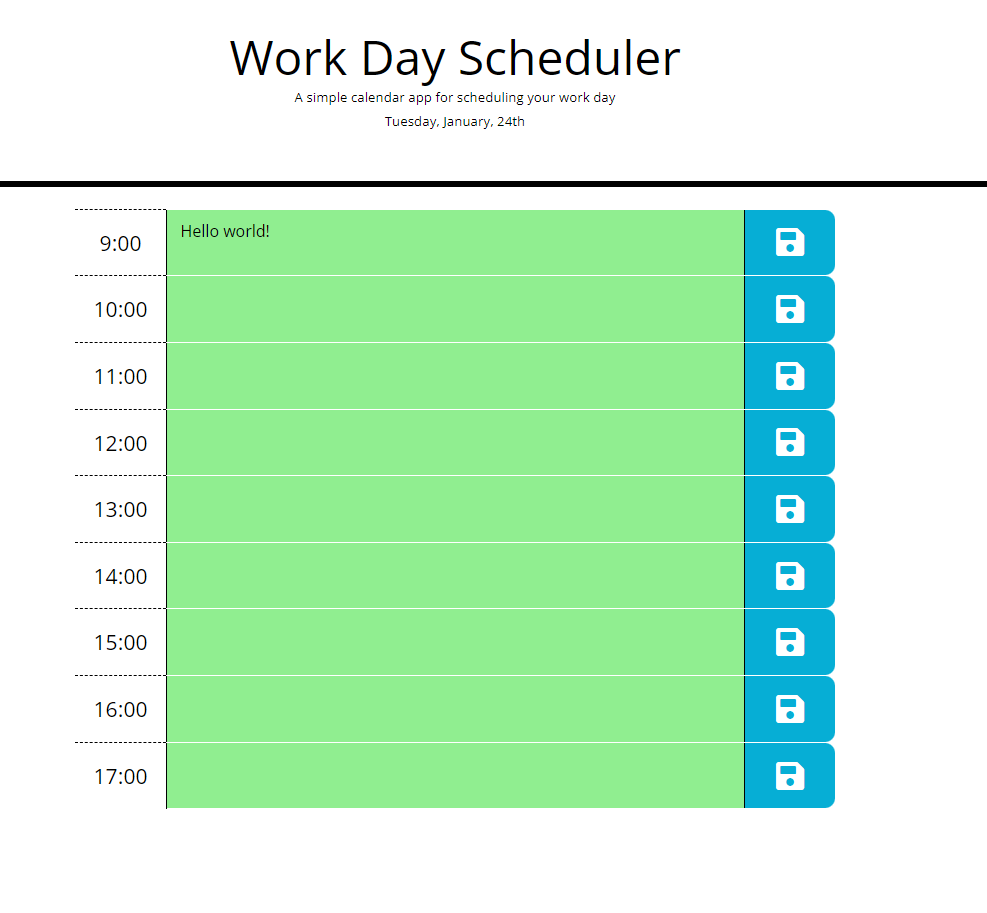 Work Day Scheduler
A simple calendar app for scheduling your work day
Tuesday, January, 24th
9:00 Hello world!
10:00
11:00
12:00
13:00
14:00
15:00
16:00
17:00